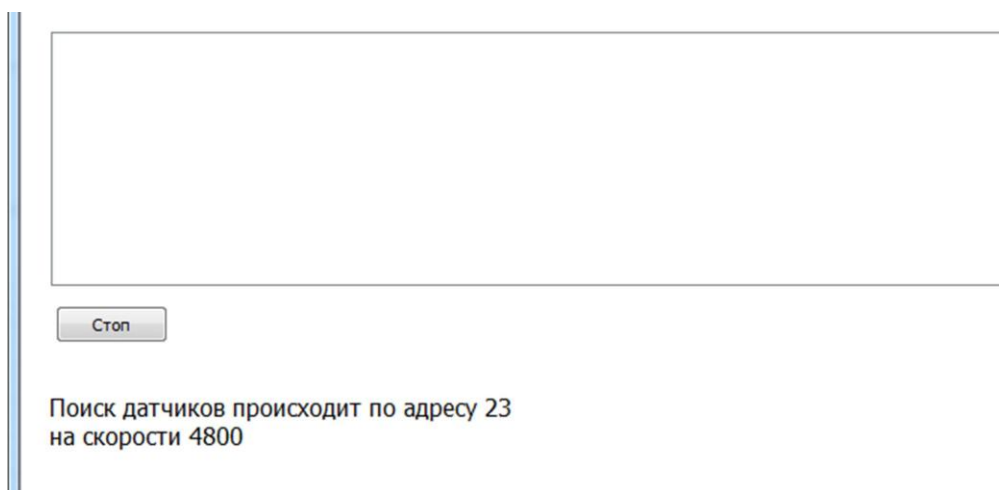 Стоп
Поиск датчиков происходит по адресу 23
на скорости 4800